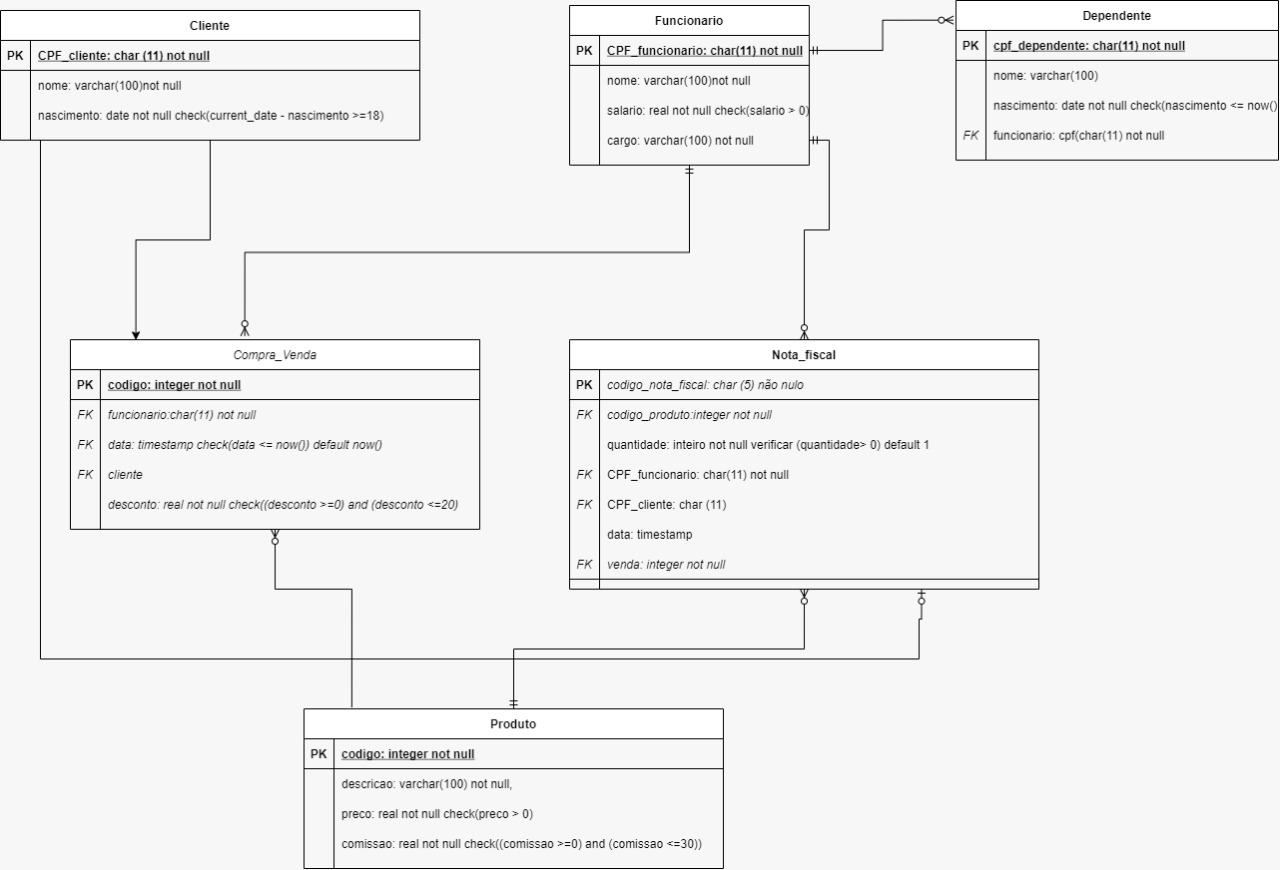 Cliente
PK CPF_cliente: char (11) not null
nome: varchar(100)not null
nascimento: date not null check(current_date - nascimento >=18)
Funcionario
PK CPF_funcionario: char(11) not null
nome: varchar(100)not null
salario: real not null check(salario > 0)
cargo: varchar(100) not null
Dependente
PK cpf_dependente: char(11) not null
nome: varchar(100)
nascimento: date not null check(nascimento <= now()
FK funcionario: cpf(char(11) not null
Compra_Venda
PK codigo: integer not null
FK funcionario:char(11) not null
FK data: timestamp check(data <= now()) default now()
FK cliente
desconto: real not null check((desconto >=0) and (desconto <=20)
Nota_fiscal
PK codigo_nota_fiscal: char (5) não nulo
FK codigo_produto:integer not null
quantidade: inteiro not null verificar (quantidade> 0) default 1
FK CPF_funcionario: char(11) not null
FK CPF_cliente: char (11)
data: timestamp
FK venda: integer not null
Produto
PK codigo: integer not null
descricao: varchar(100) not null,
preco: real not null check(preco > 0)
comissao: real not null check((comissao >=0) and (comissao <=30))